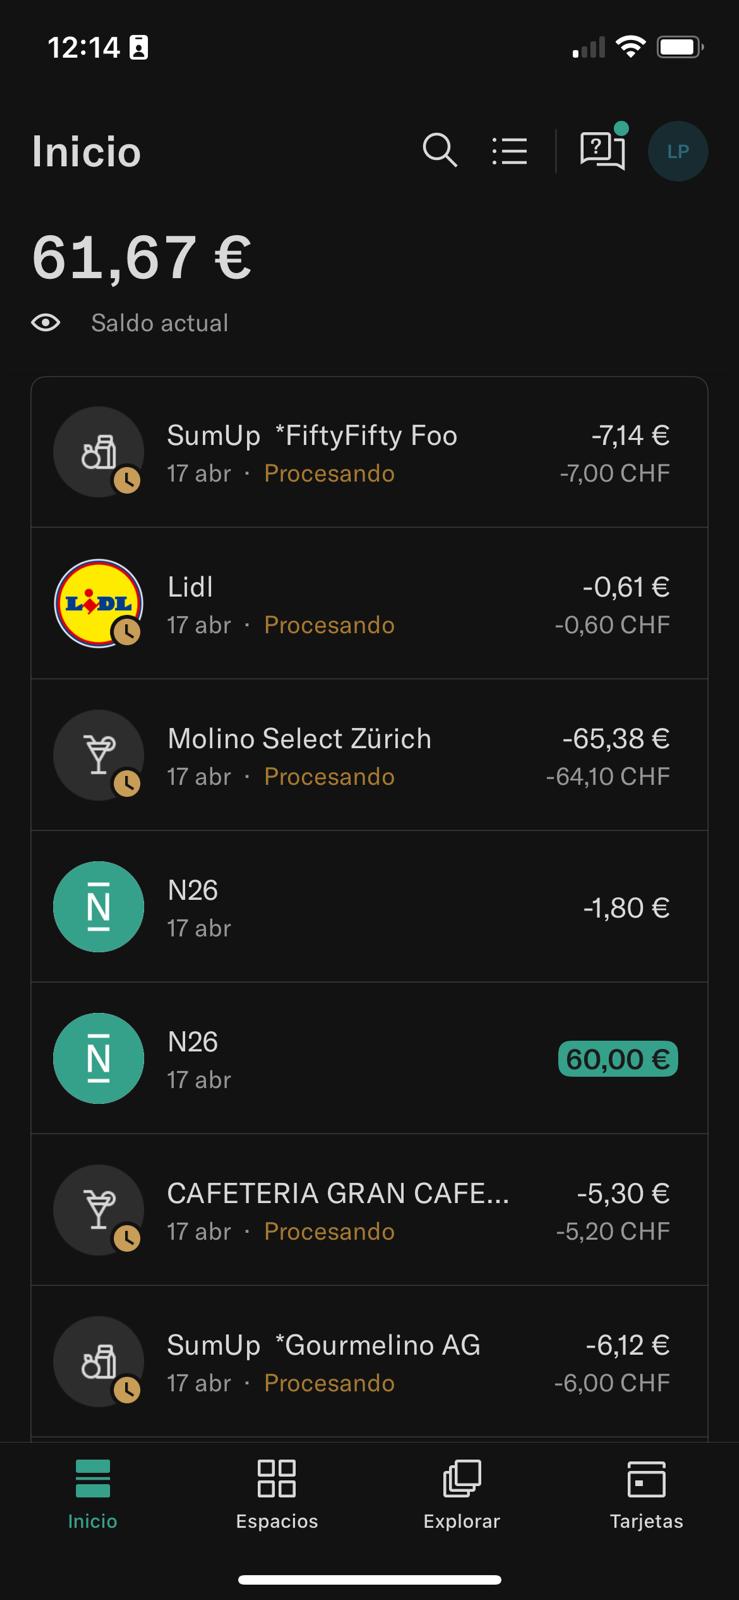 12:14
Inicio
?
LP
61,67 €
Saldo actual
SumUp *FiftyFifty Foo -7,14 €
17 abr · Procesando -7,00 CHF
LIDL
Lidl -0,61 €
17 abr · Procesando -0,60 CHF
Molino Select Zürich -65,38 €
17 abr · Procesando -64,10 CHF
N
N26 -1,80 €
17 abr
N
N26 60,00 €
17 abr
CAFETERIA GRAN CAFE... -5,30 €
17 abr · Procesando -5,20 CHF
SumUp *Gourmelino AG -6,12 €
17 abr · Procesando -6,00 CHF
Inicio Espacios Explorar Tarjetas